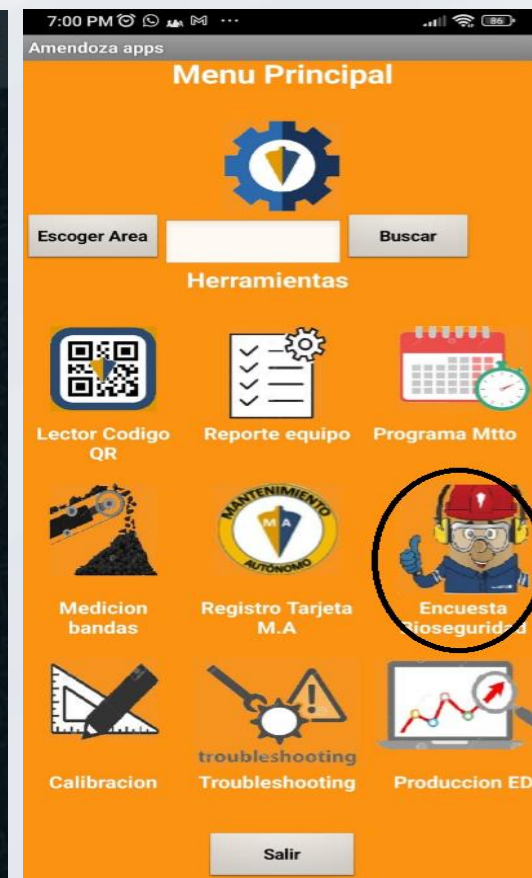 7:00 PM ... 86
Amendoza apps
Menu Principal
Escoger Area
Buscar
Herramientas
Lector Codigo QR
Reporte equipo
Programa Mtto
MANTENIMIENTO
M A
AUTÓNOMO
Medicion bandas
Registro Tarjeta M.A
Encuesta Bioseguridad
troubleshooting
Calibracion
Troubleshooting
Produccion ED
Salir